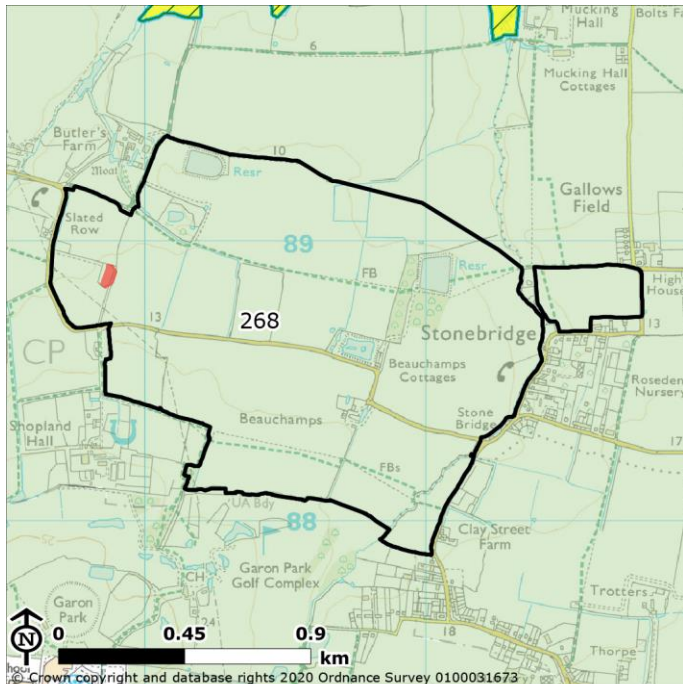 Mucking
Hall
Bolts Fa
6
Mucking Hall
Cottages
Butler's
Farm
Moat
10
Resr
Gallows
Field
Slated
Row
89
FB
Resr
High
House
13
268
13
Stonebridge
CP
Beauchamps
Cottages
Roseden
Nursery
Beauchamps
Stone
Bridge
Shopland
Hall
17
FBs
UA Bdy
88
Clay Street
Farm
CH
Garon Park
Golf Complex
Garon
Park
24
Trotters
18
Thorpe
N
0 0.45 0.9
km
© Crown copyright and database rights 2020 Ordnance Survey 0100031673